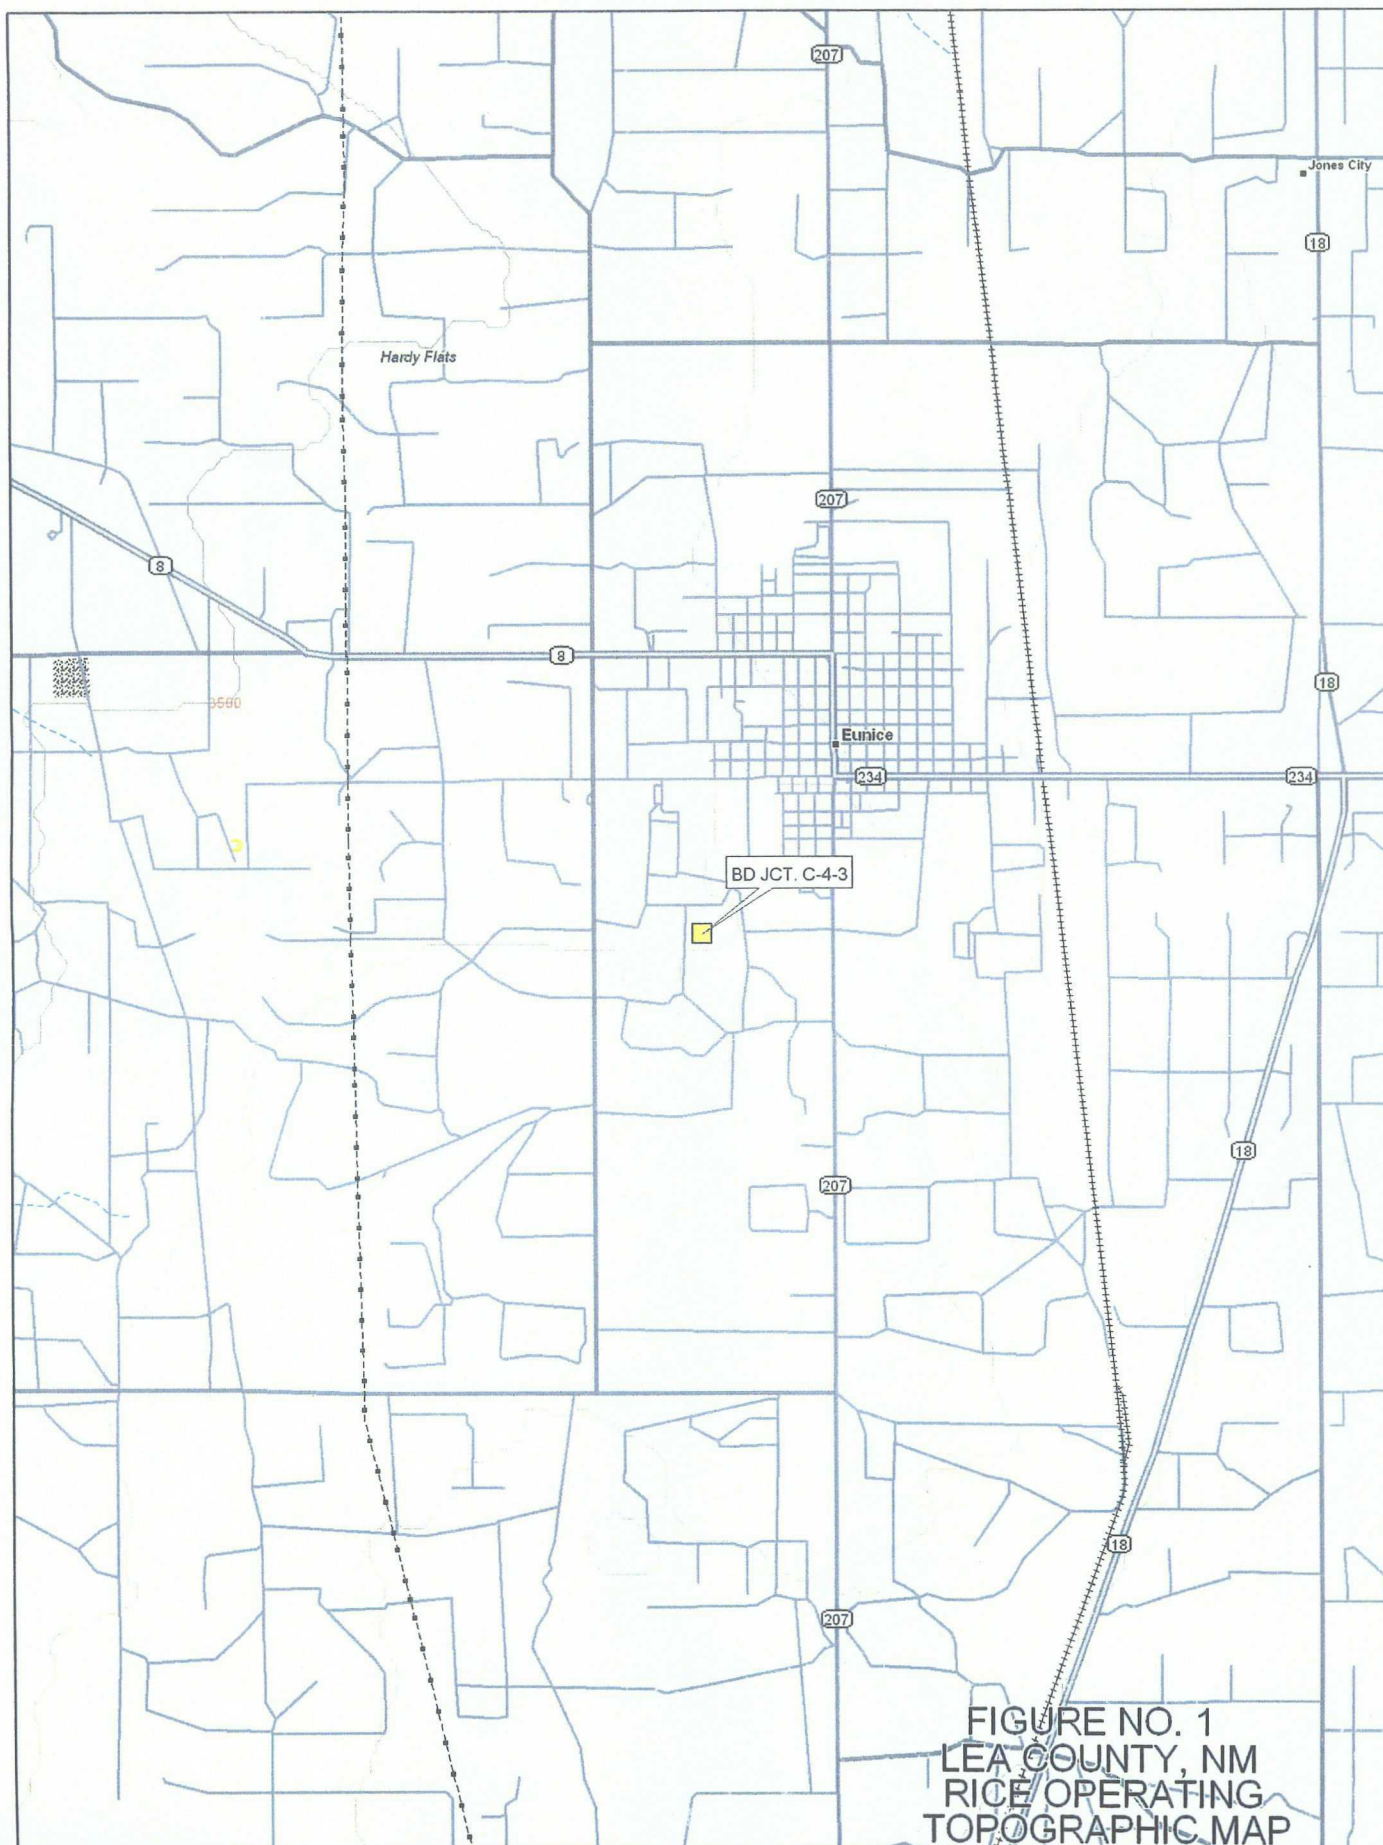 207
Jones City
18
Hardy Flats
207
8
8
18
3500
Eunice
234
234
BD JCT. C-4-3
18
207
18
207
FIGURE NO. 1
LEA COUNTY, NM
RICE OPERATING
TOPOGRAPHIC MAP